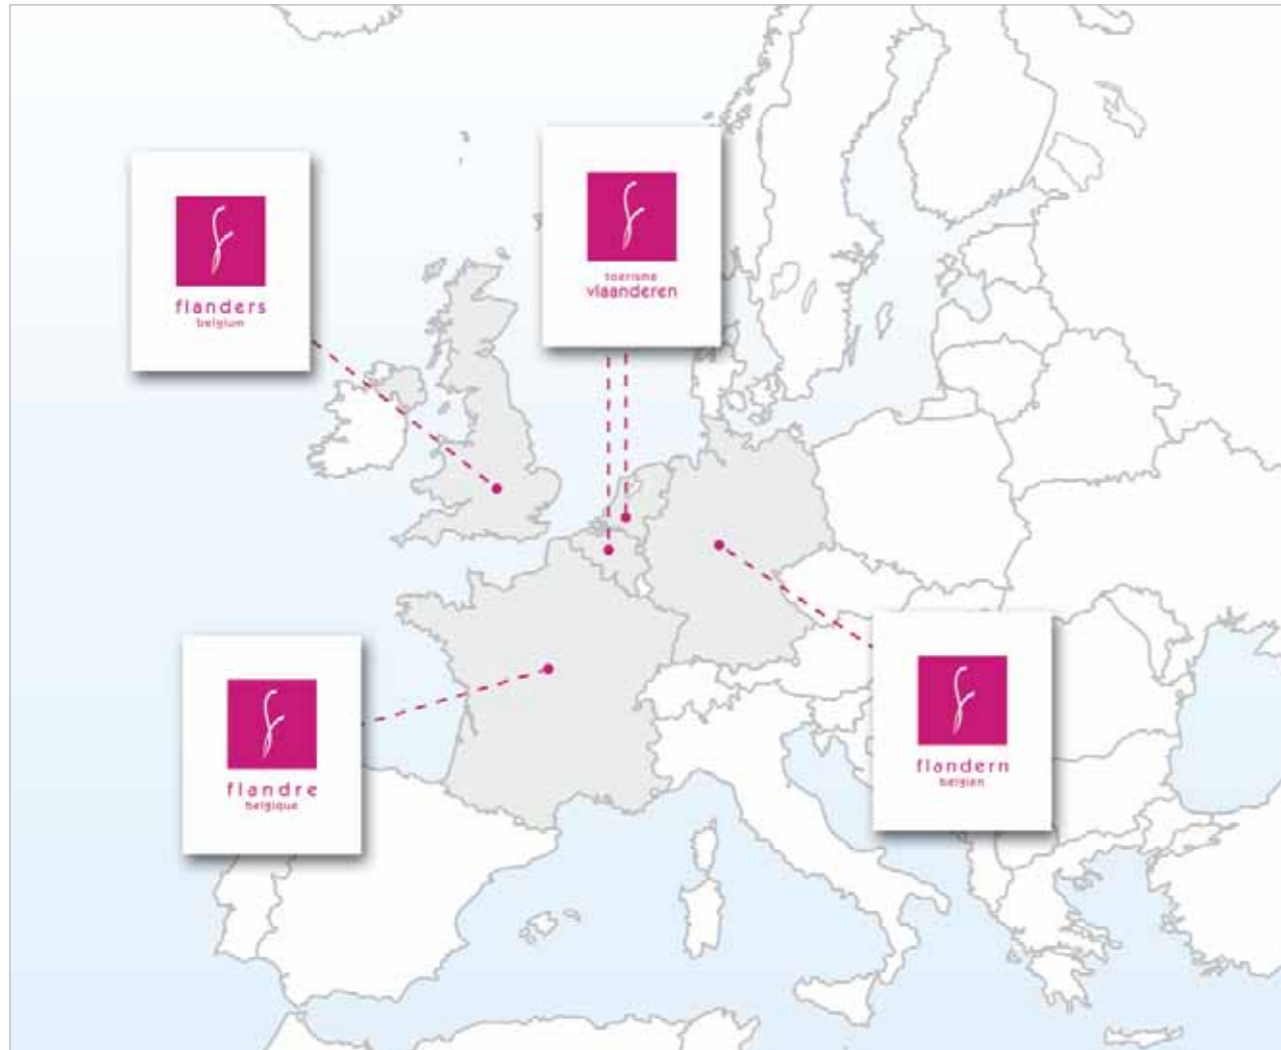 toerisme
vlaanderen
flanders
belgium
flandre
belgique
flandern
belgien